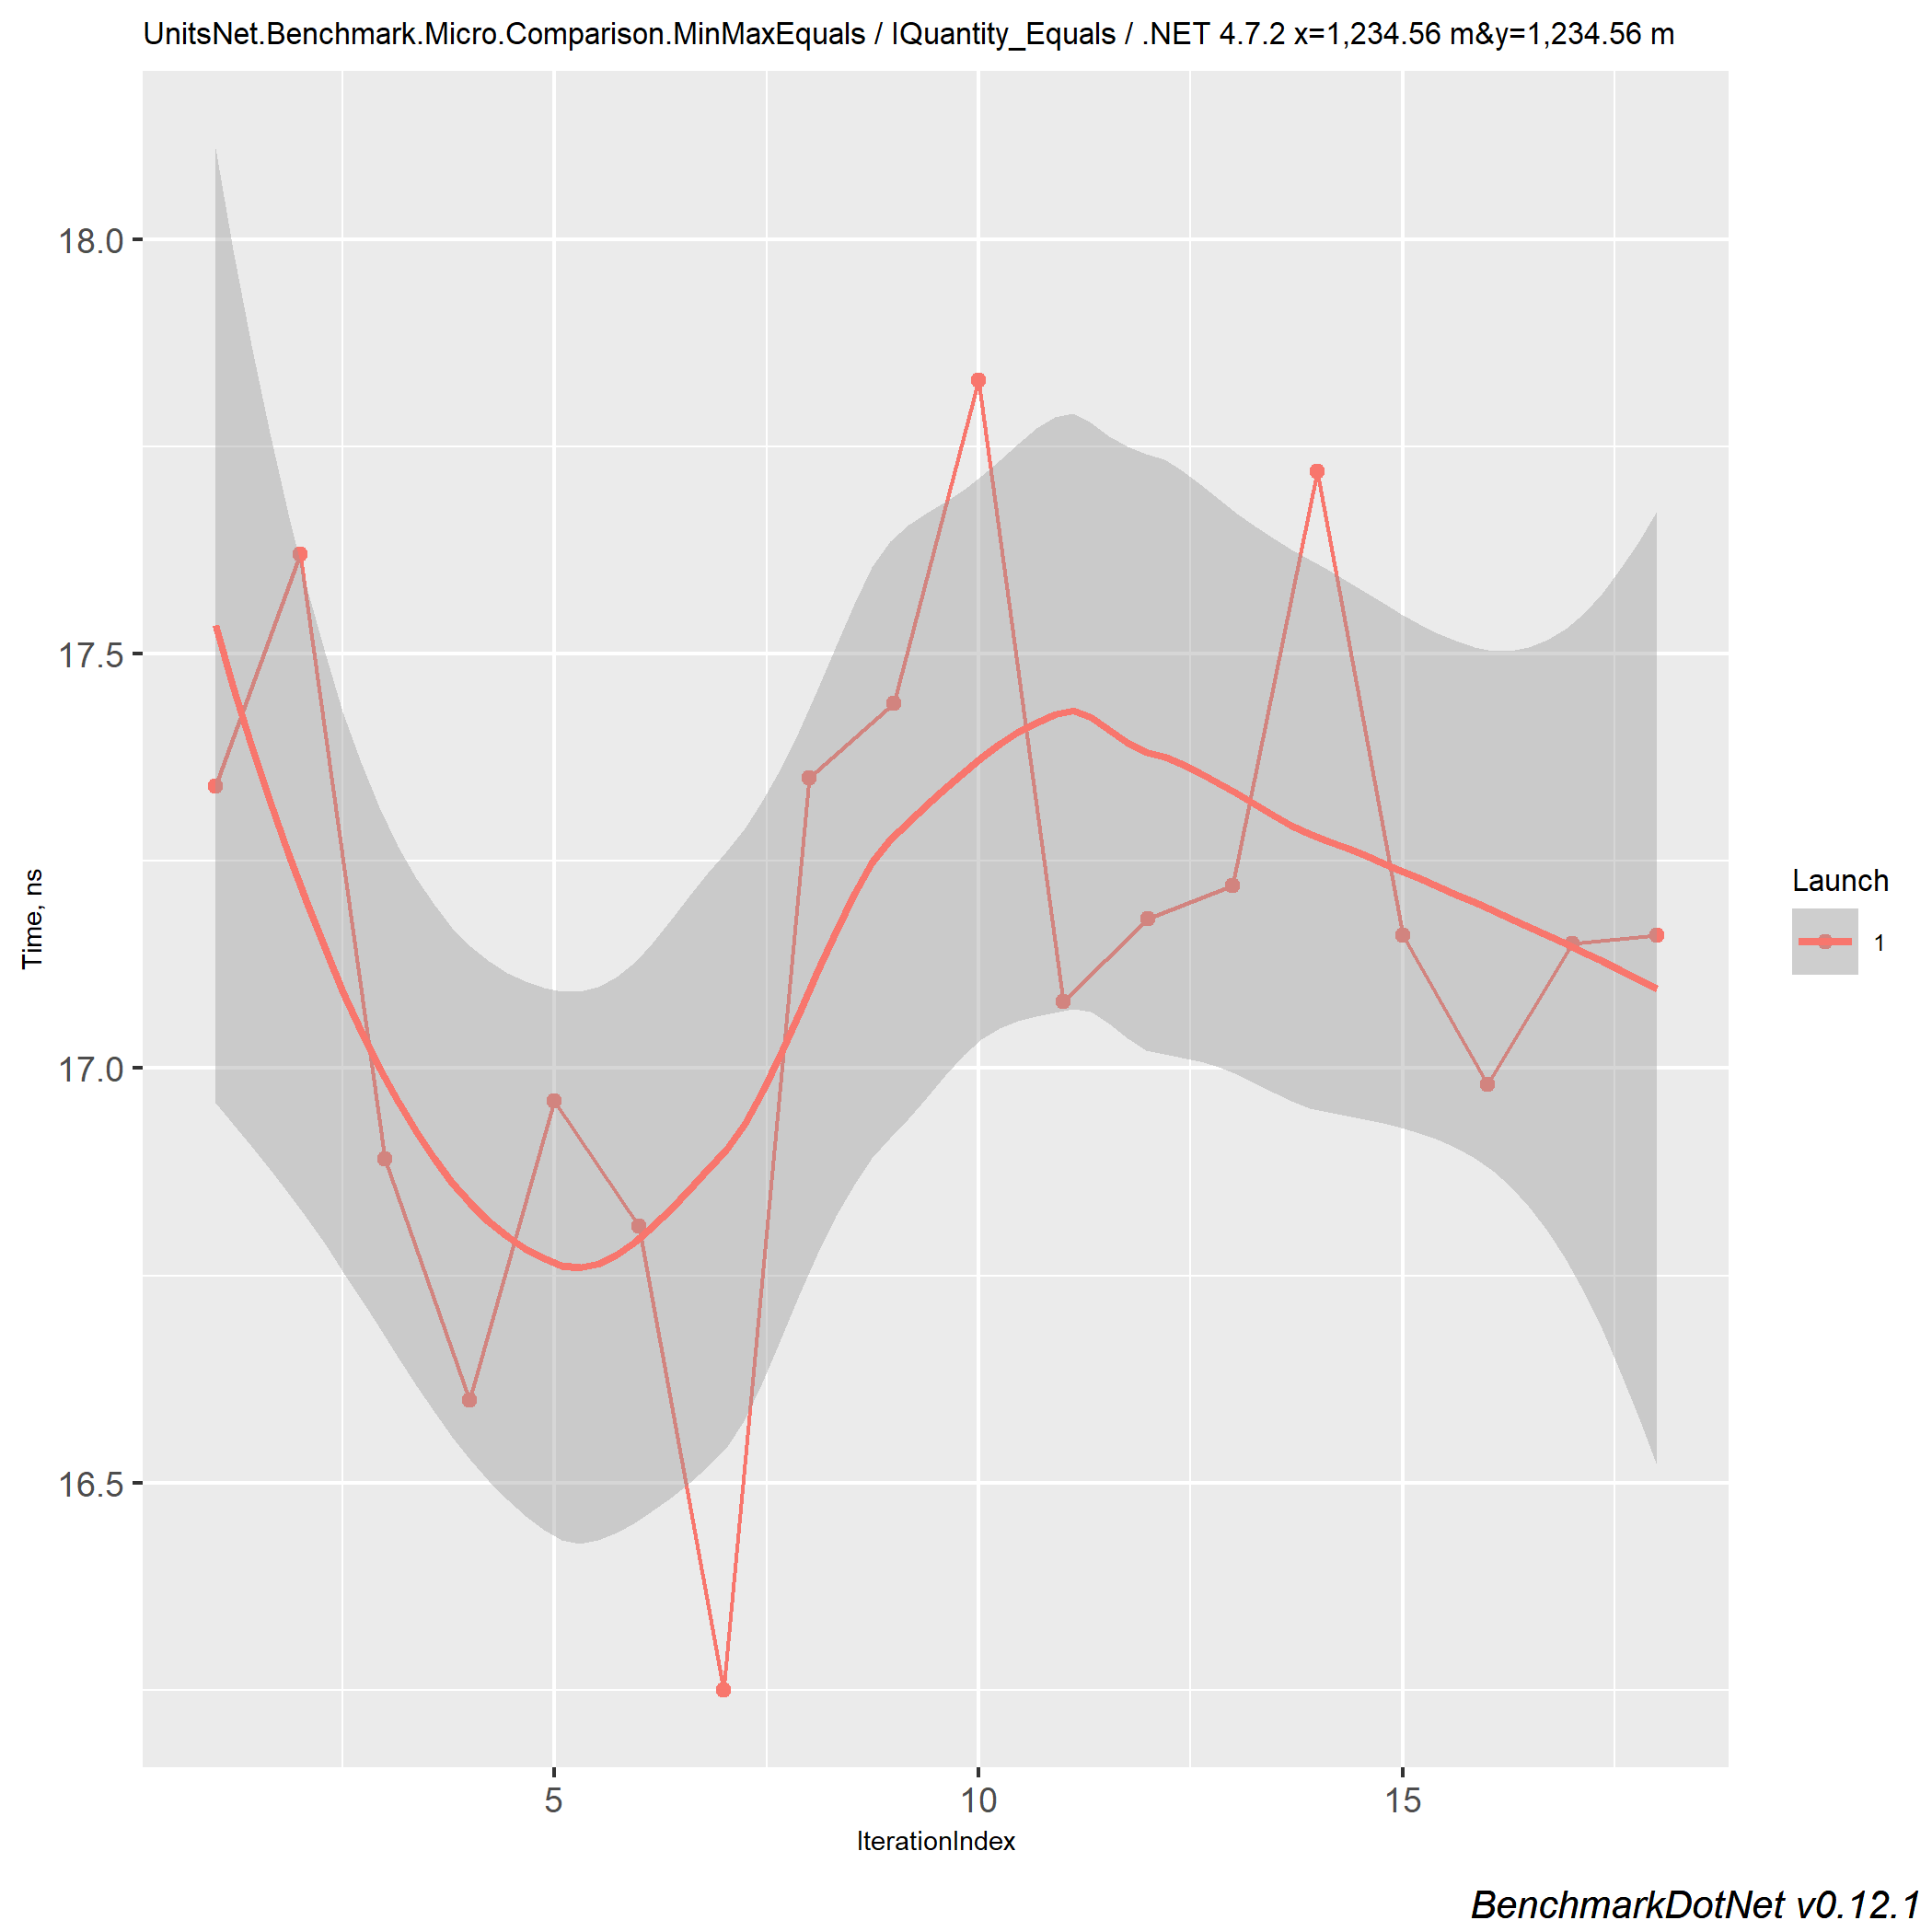 UnitsNet.Benchmark.Micro.Comparison.MinMaxEquals / IQuantity_Equals / .NET 4.7.2 x=1,234.56 m&y=1,234.56 m
18.0
17.5
17.0
16.5
Time, ns
5 10 15
IterationIndex
Launch
1
BenchmarkDotNet v0.12.1